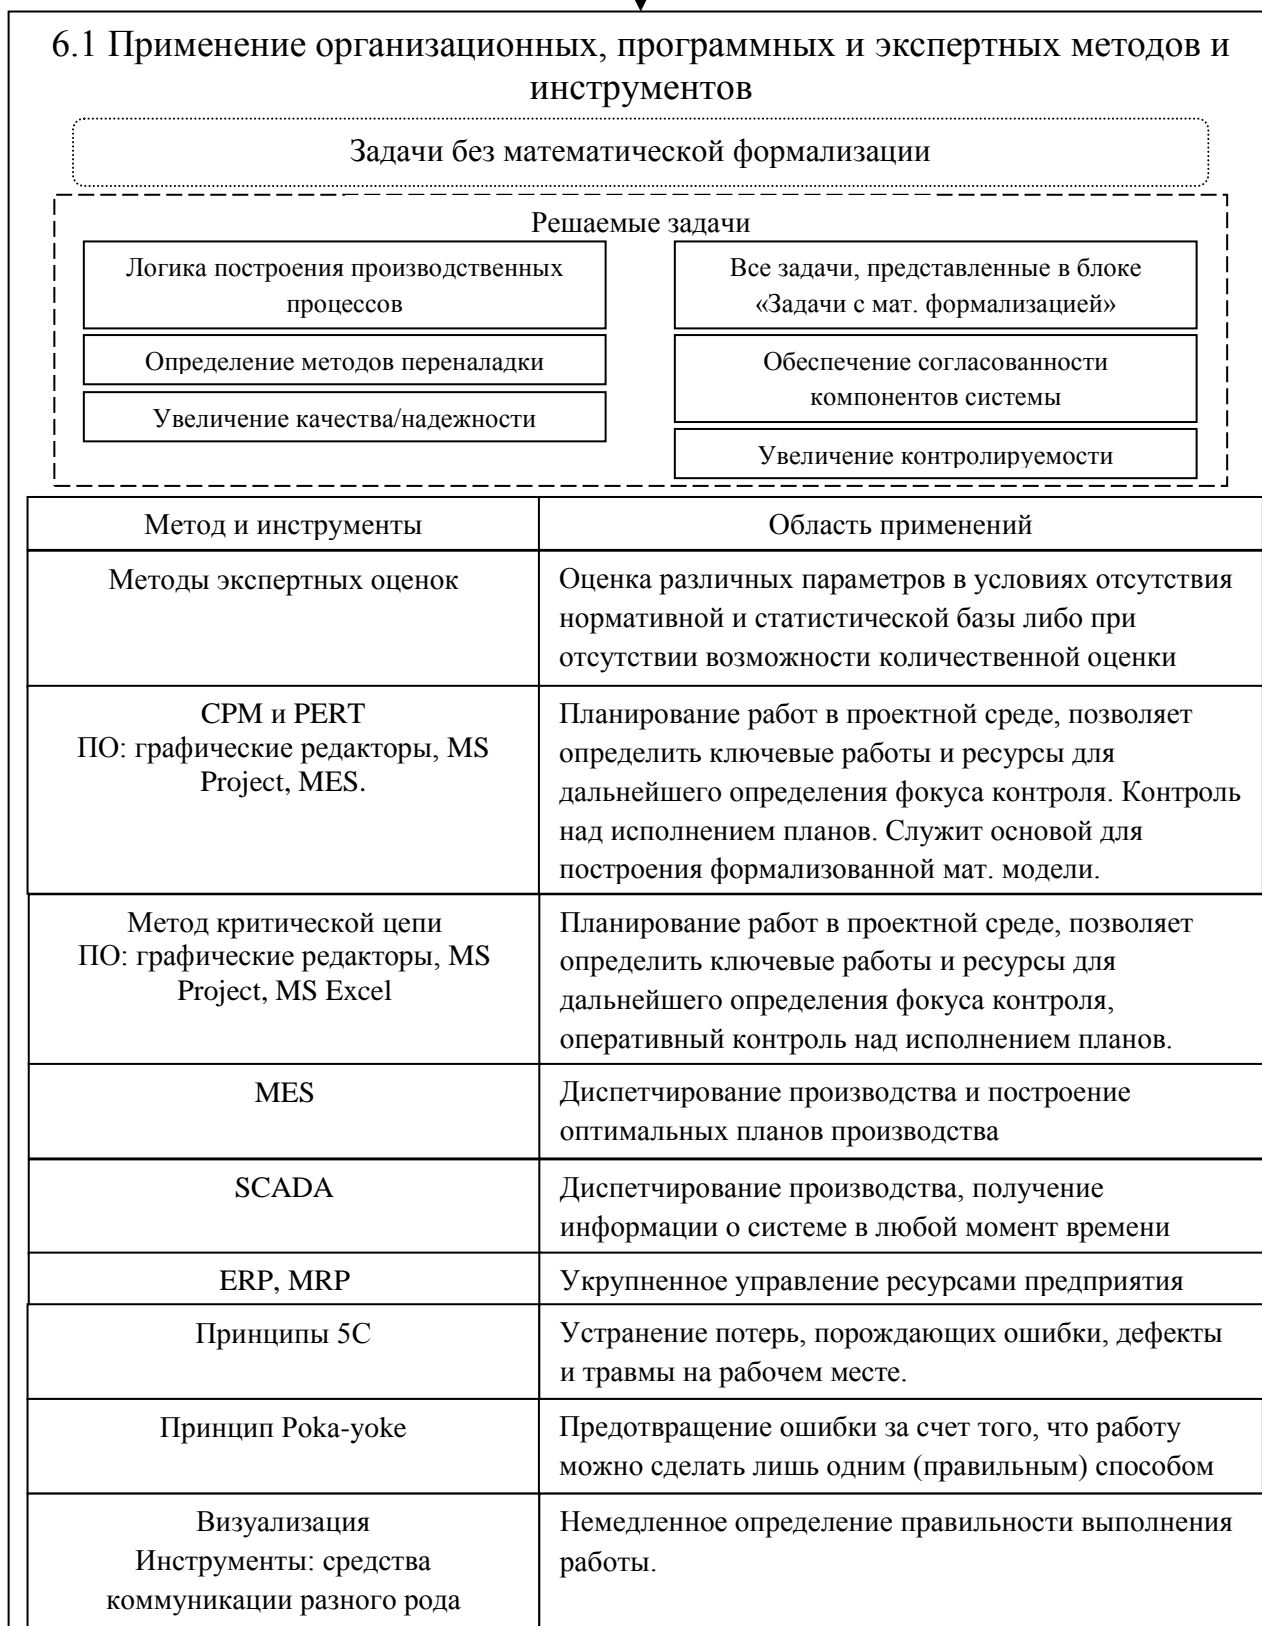 6.1 Применение организационных, программных и экспертных методов и
инструментов
Задачи без математической формализации
Решаемые задачи
Логика построения производственных
процессов
Определение методов переналадки
Увеличение качества/надежности
Все задачи, представленные в блоке
«Задачи с мат. формализацией»
Обеспечение согласованности
компонентов системы
Увеличение контролируемости
Метод и инструменты
Область применений
Методы экспертных оценок
Оценка различных параметров в условиях отсутствия
нормативной и статистической базы либо при
отсутствии возможности количественной оценки
CPM и PERT
ПО: графические редакторы, MS
Project, MES.
Планирование работ в проектной среде, позволяет
определить ключевые работы и ресурсы для
дальнейшего определения фокуса контроля. Контроль
над исполнением планов. Служит основой для
построения формализованной мат. модели.
Метод критической цепи
ПО: графические редакторы, MS
Project, MS Excel
Планирование работ в проектной среде, позволяет
определить ключевые работы и ресурсы для
дальнейшего определения фокуса контроля,
оперативный контроль над исполнением планов.
MES
Диспетчирование производства и построение
оптимальных планов производства
SCADA
Диспетчирование производства, получение
информации о системе в любой момент времени
ERP, MRP
Укрупненное управление ресурсами предприятия
Принципы 5С
Устранение потерь, порождающих ошибки, дефекты
и травмы на рабочем месте.
Принцип Poka-yoke
Предотвращение ошибки за счет того, что работу
можно сделать лишь одним (правильным) способом
Визуализация
Инструменты: средства
коммуникации разного рода
Немедленное определение правильности выполнения
работы.